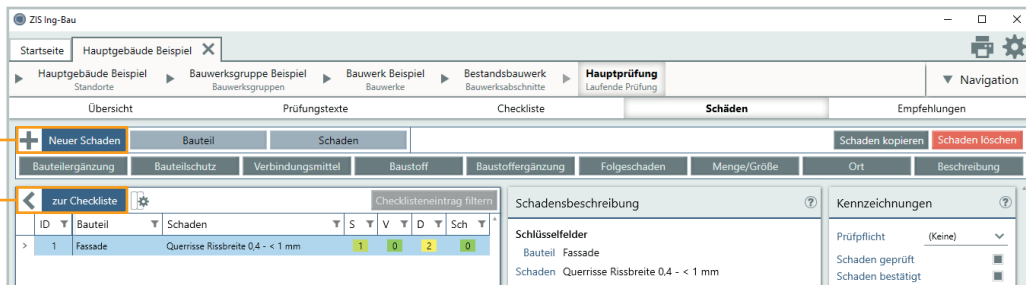 ZIS Ing-Bau
Startseite Hauptgebäude Beispiel
Hauptgebäude Beispiel Bauwerksgruppe Beispiel Bauwerk Beispiel Bestandsbauwerk Hauptprüfung Navigation
Standorte Bauwerksgruppen Bauwerke Bauwerksabschnitte Laufende Prüfung
Übersicht Prüfungstexte Checkliste Schäden Empfehlungen
Neuer Schaden Bauteil Schaden Schaden kopieren Schaden löschen
Bauteilergänzung Bauteilschutz Verbindungsmittel Baustoff Baustoffergänzung Folgeschaden Menge/Größe Ort Beschreibung
zur Checkliste Checklisteneintrag filtern Schadensbeschreibung ? Kennzeichnungen ?
ID Bauteil Schaden S V D Sch
1 Fassade Querrisse Rissbreite 0,4 - < 1 mm 1 0 2 0
Schlüsselfelder
Bauteil Fassade
Schaden Querrisse Rissbreite 0,4 - < 1 mm
Prüfpflicht (Keine)
Schaden geprüft
Schaden bestätigt